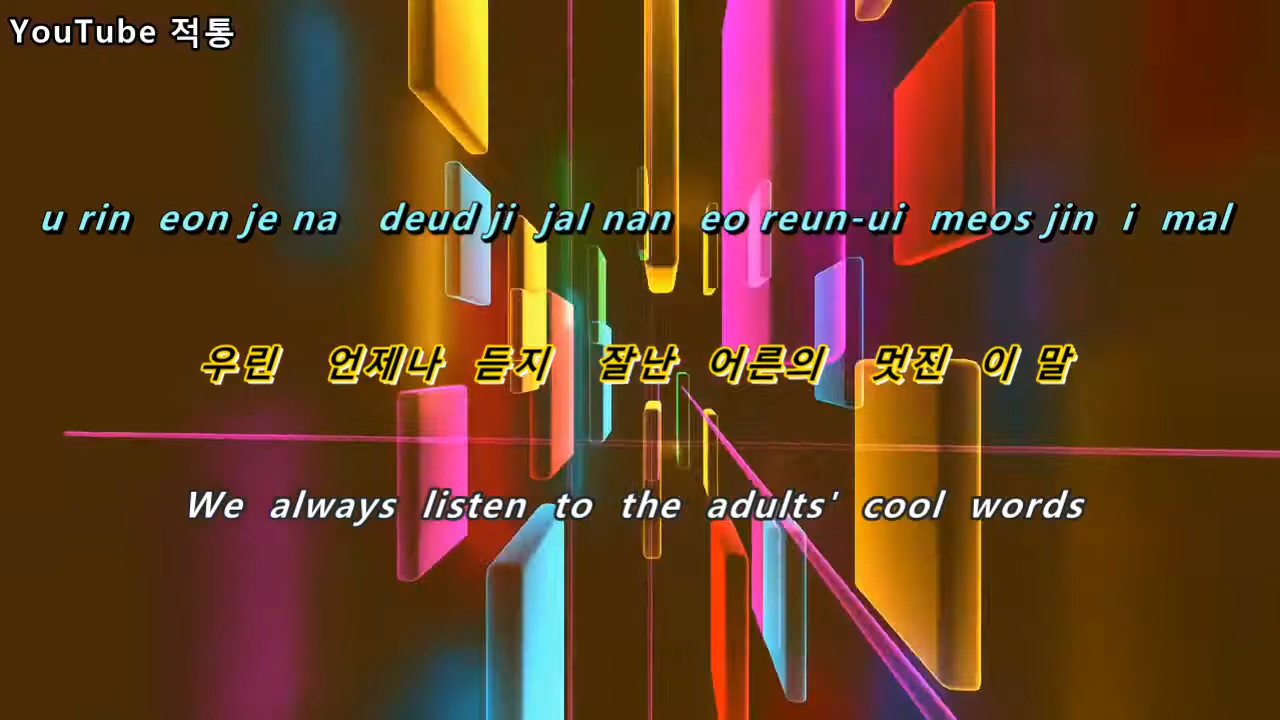 YouTube 적통
u rin eon je na deud ji jal nan eo reun-ui meos jin i mal
우린 언제나 듣지 잘난 어른의 멋진 이 말
We always listen to the adults' cool words